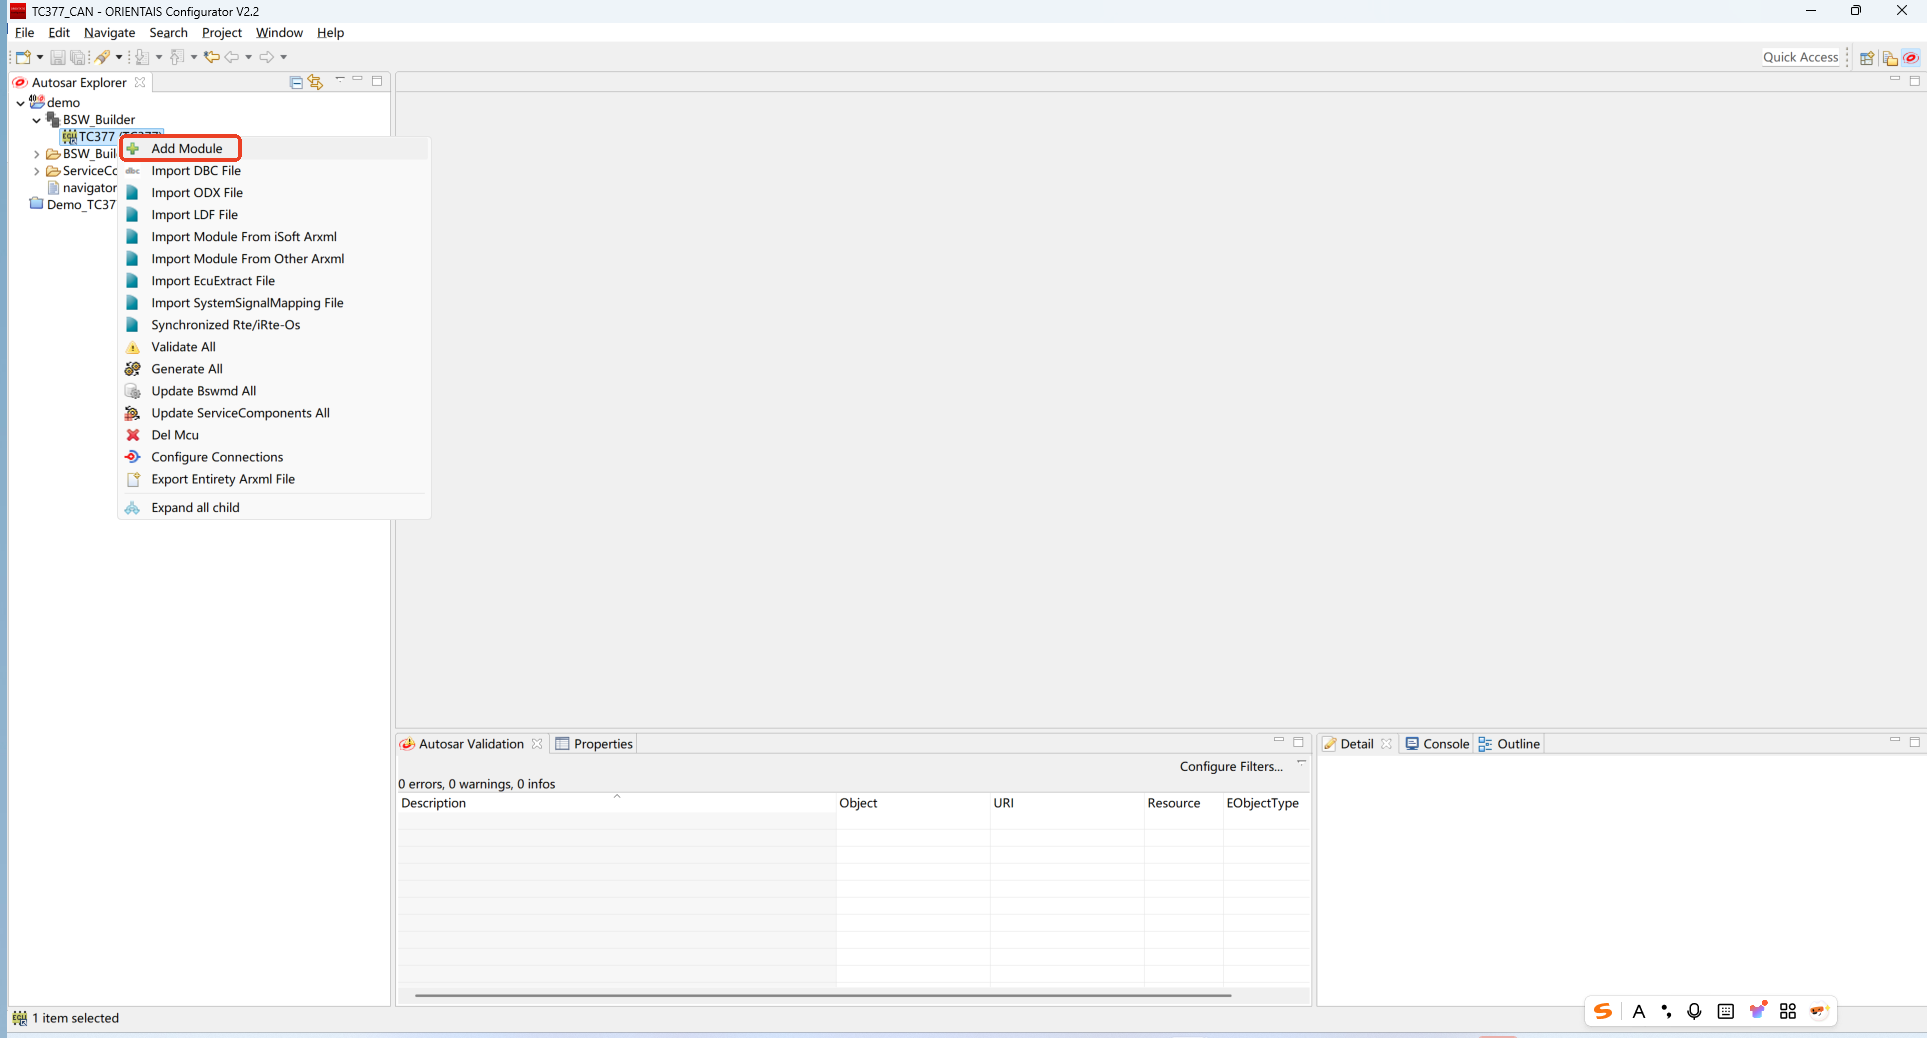 TC377_CAN - ORIENTAIS Configurator V2.2
File Edit Navigate Search Project Window Help
Quick Access
Autosar Explorer
demo
BSW_Builder
TC377 (TC377)
BSW_Buil
ServiceCo
navigator
Demo_TC37
Add Module
Import DBC File
Import ODX File
Import LDF File
Import Module From iSoft Arxml
Import Module From Other Arxml
Import EcuExtract File
Import SystemSignalMapping File
Synchronized Rte/iRte-Os
Validate All
Generate All
Update Bswmd All
Update ServiceComponents All
Del Mcu
Configure Connections
Export Entirety Arxml File
Expand all child
Autosar Validation Properties
Configure Filters...
0 errors, 0 warnings, 0 infos
Description Object URI Resource EObjectType
Detail Console Outline
1 item selected
S A